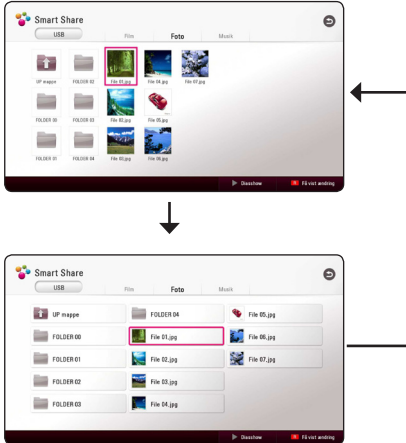 Smart Share
USB Film Foto Musik
UP mappe FOLDER 02 File 01.jpg File 04.jpg File 07.jpg
FOLDER 00 FOLDER 03 File 02.jpg File 05.jpg
FOLDER 01 FOLDER 04 File 03.jpg File 06.jpg
Diasshow Få vist ændring
Smart Share
USB Film Foto Musik
UP mappe FOLDER 04 File 05.jpg
FOLDER 00 File 01.jpg File 06.jpg
FOLDER 01 File 02.jpg File 07.jpg
FOLDER 02 File 03.jpg
FOLDER 03 File 04.jpg
Diasshow Få vist ændring